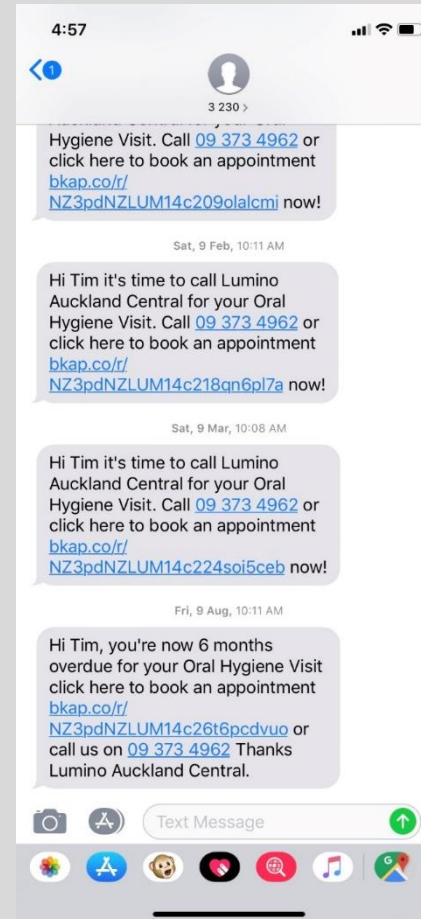 4:57
1
3 230 >
Hygiene Visit. Call 09 373 4962 or
click here to book an appointment
bkap.co/r/
NZ3pdNZLUM14c209olalcmi now!
Sat, 9 Feb, 10:11 AM
Hi Tim it's time to call Lumino
Auckland Central for your Oral
Hygiene Visit. Call 09 373 4962 or
click here to book an appointment
bkap.co/r/
NZ3pdNZLUM14c218qn6pl7a now!
Sat, 9 Mar, 10:08 AM
Hi Tim it's time to call Lumino
Auckland Central for your Oral
Hygiene Visit. Call 09 373 4962 or
click here to book an appointment
bkap.co/r/
NZ3pdNZLUM14c224soi5ceb now!
Fri, 9 Aug, 10:11 AM
Hi Tim, you're now 6 months
overdue for your Oral Hygiene Visit
click here to book an appointment
bkap.co/r/
NZ3pdNZLUM14c26t6pcdvuo or
call us on 09 373 4962 Thanks
Lumino Auckland Central.
Text Message